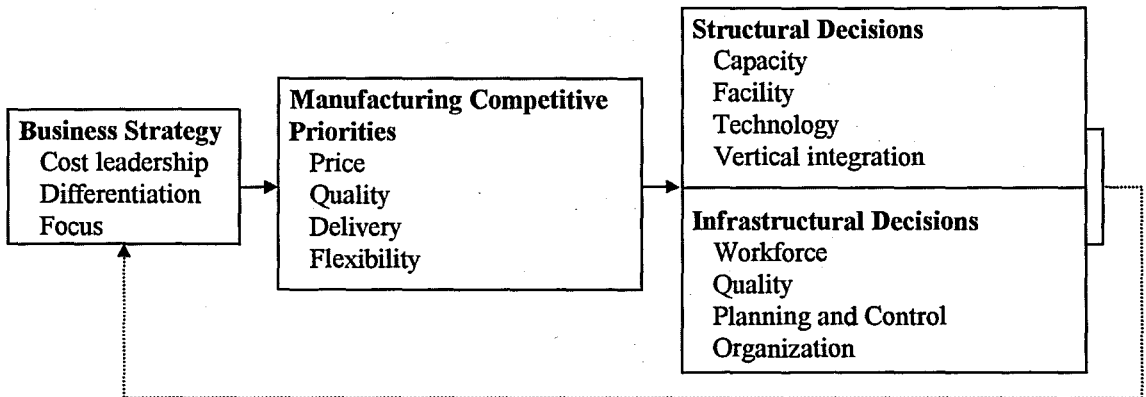 Business Strategy
Cost leadership
Differentiation
Focus
Manufacturing Competitive
Priorities
Price
Quality
Delivery
Flexibility
Structural Decisions
Capacity
Facility
Technology
Vertical integration
Infrastructural Decisions
Workforce
Quality
Planning and Control
Organization